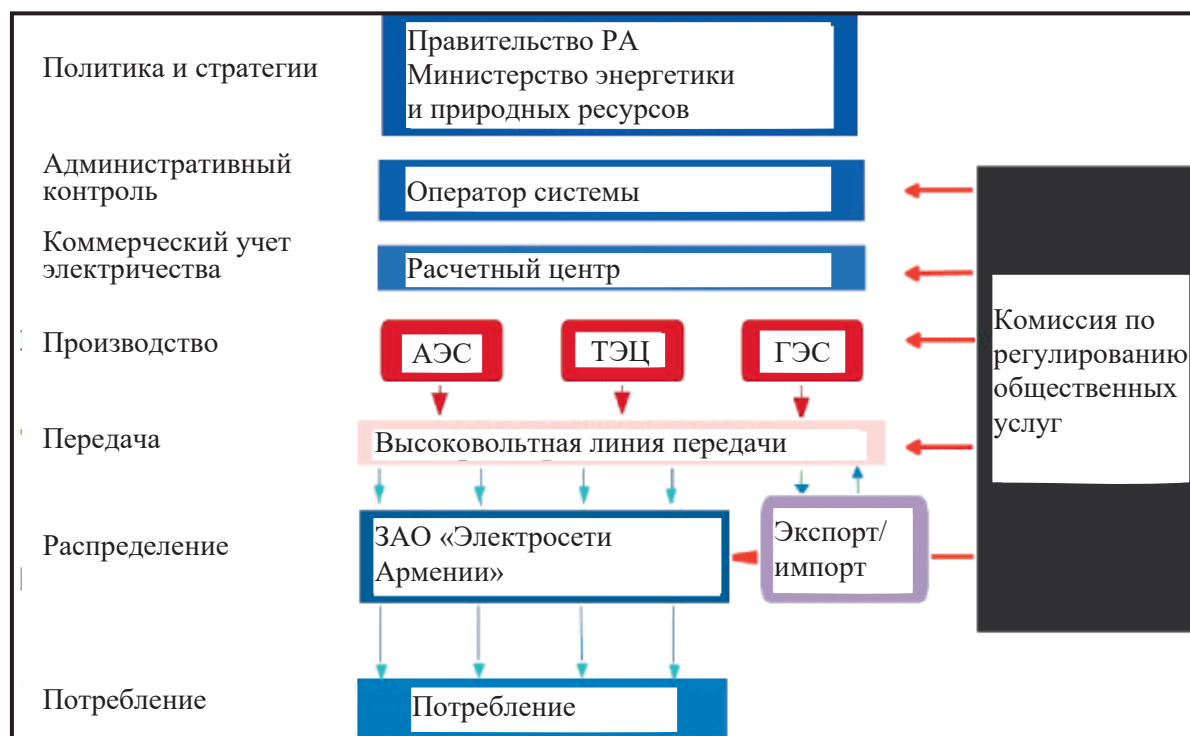 Политика и стратегии
Правительство РА
Министерство энергетики
и природных ресурсов
Административный
контроль
Оператор системы
Коммерческий учет
электричества
Расчетный центр
Производство
АЭС
ТЭЦ
ГЭС
Комиссия по
регулированию
общественных
услуг
Передача
Высоковольтная линия передачи
Распределение
ЗАО «Электросети
Армении»
Экспорт/
импорт
Потребление
Потребление